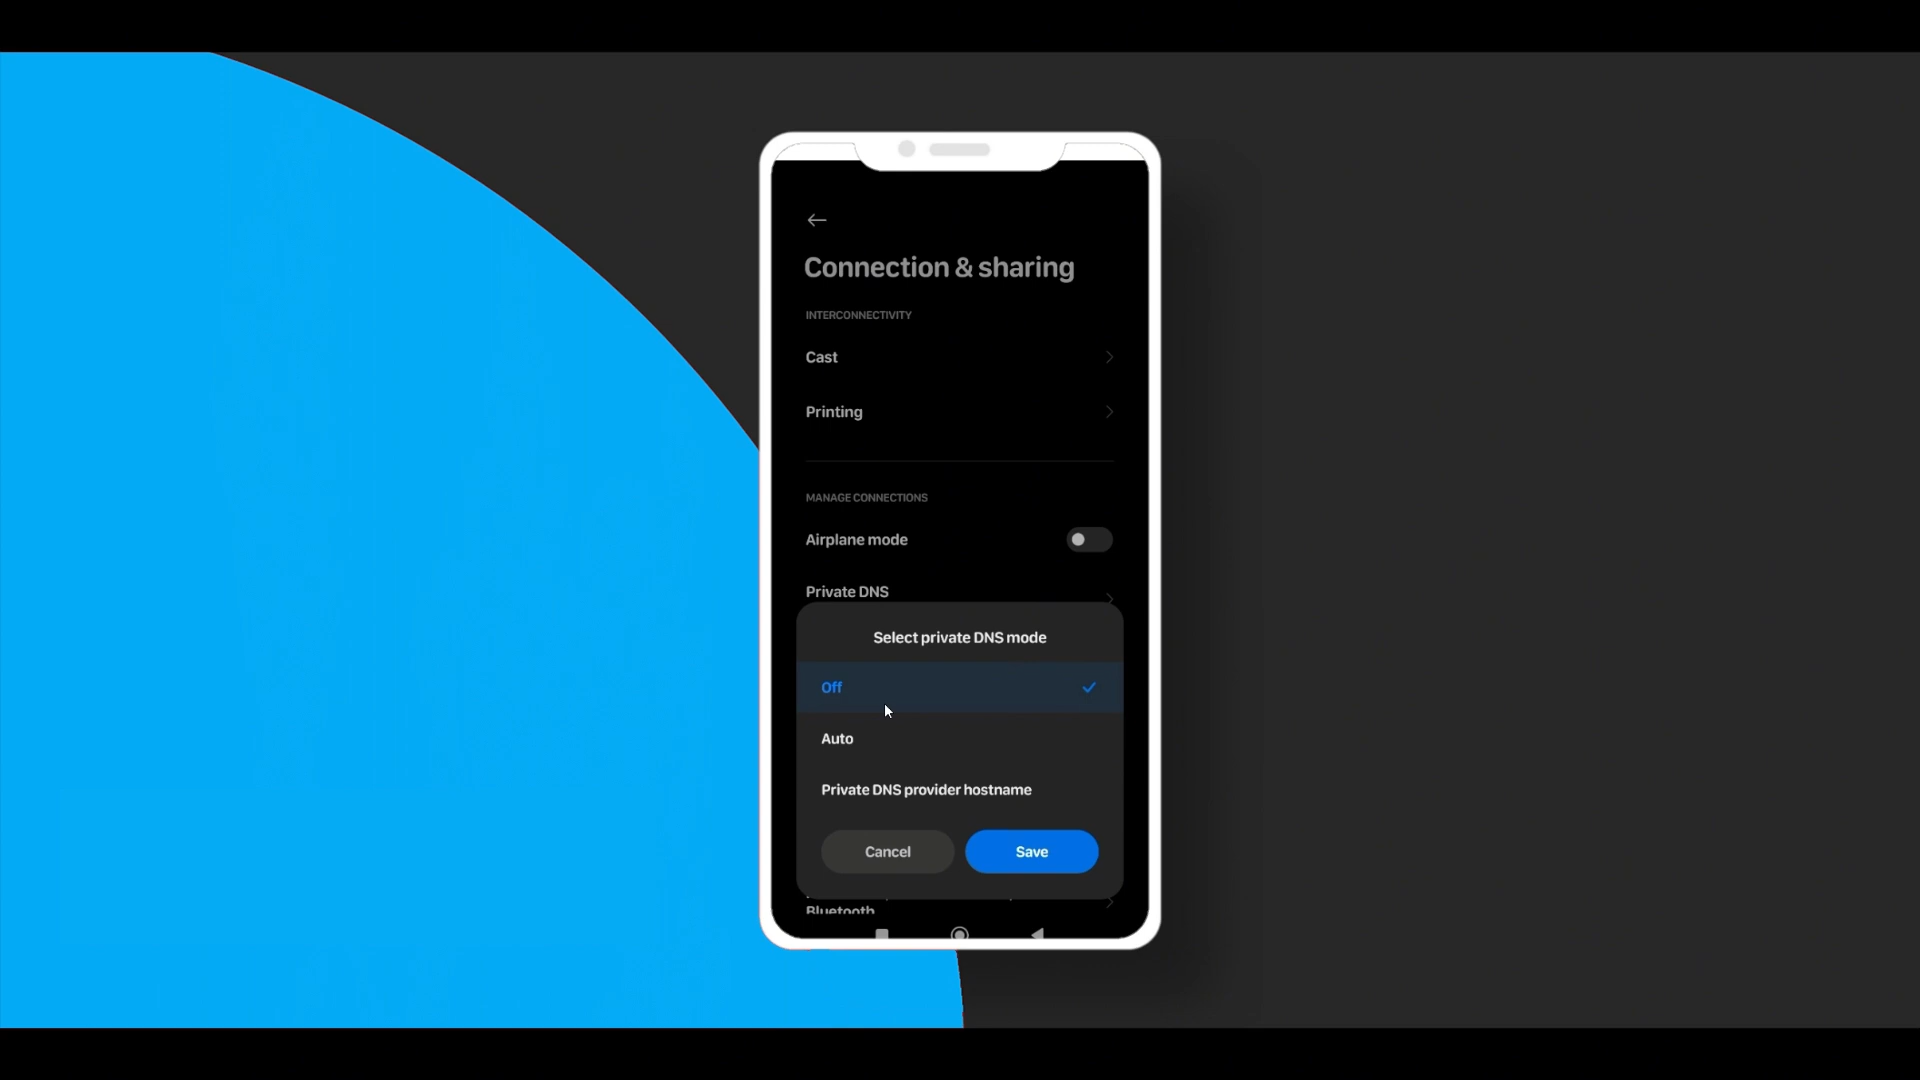 Connection & sharing
INTERCONNECTIVITY
Cast
Printing
MANAGE CONNECTIONS
Airplane mode
Private DNS
Select private DNS mode
Off
Auto
Private DNS provider hostname
Cancel
Save
Bluetooth